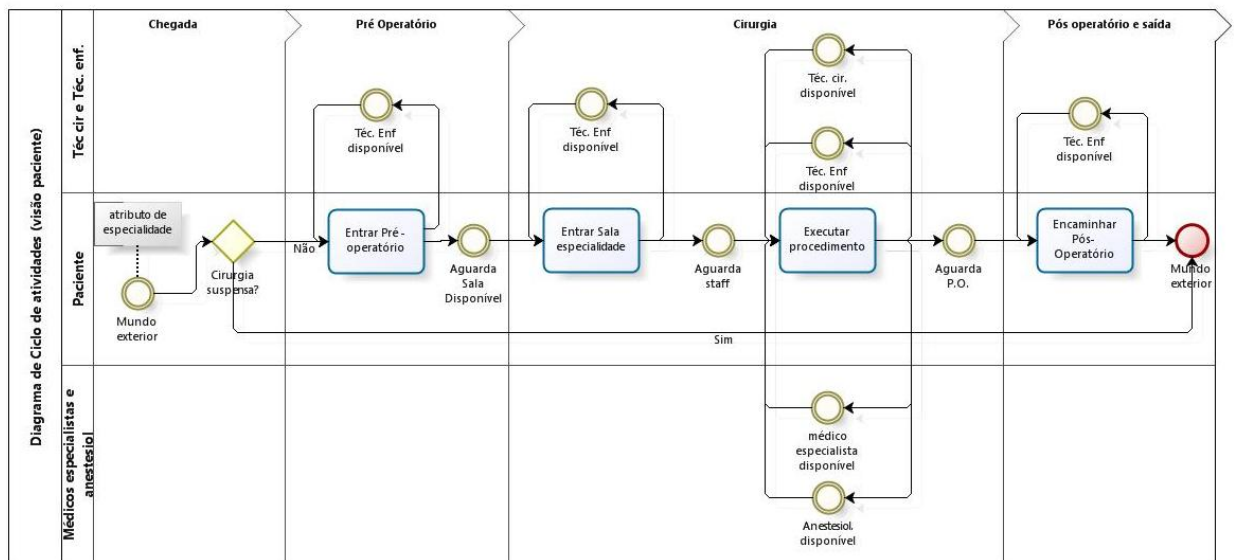 Diagrama de Ciclo de atividades (visão paciente)
Téc cir e Téc. enf.
Paciente
Médicos especialistas e
anestesiol
Chegada
Pré Operatório
Cirurgia
Pós operatório e saída
Téc. Enf
disponível
Téc. Enf
disponível
Téc. cir.
disponível
Téc. Enf
disponível
Téc. Enf
disponível
atributo de
especialidade
Mundo
exterior
Cirurgia
suspensa?
Não
Entrar Pré-
operatório
Aguarda
Sala
Disponível
Entrar Sala
especialidade
Aguarda
staff
Executar
procedimento
Aguarda
P.O.
Encaminhar
Pós-
Operatório
Mundo
exterior
Sim
médico
especialista
disponível
Anestesiol.
disponível